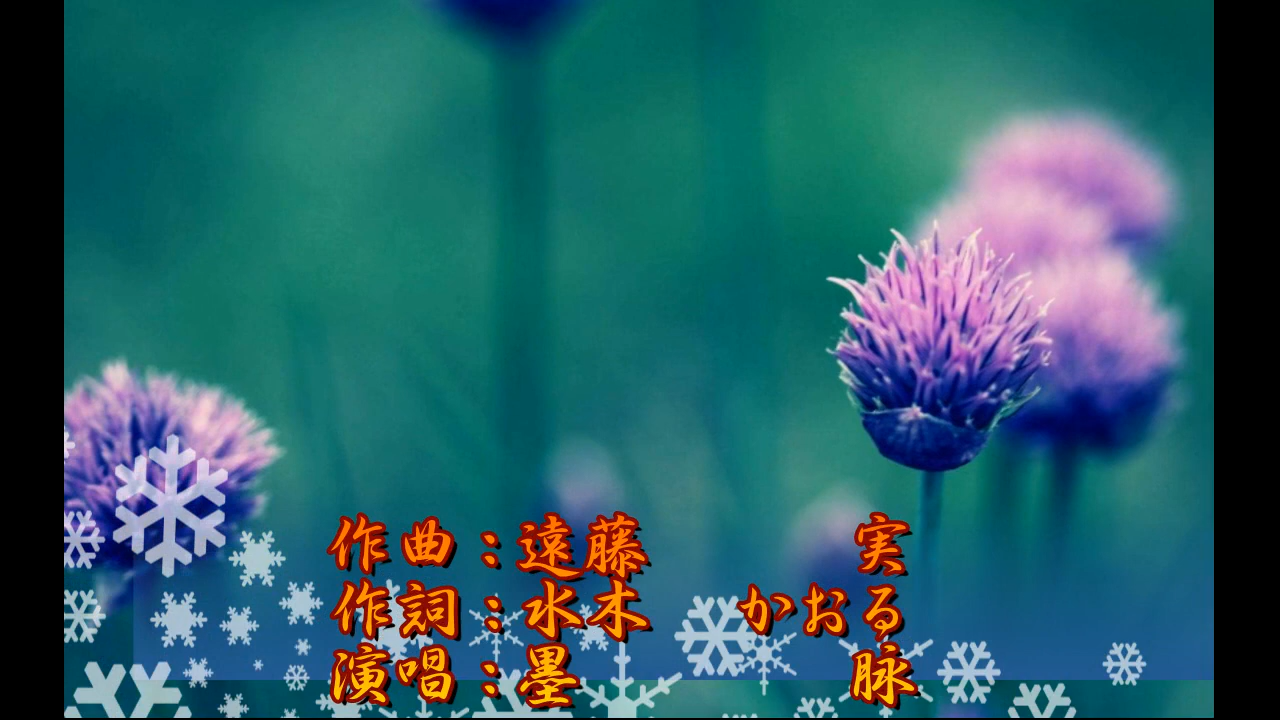 作曲：遠藤 実
作詞：水木 かおる
演唱：墨 脉